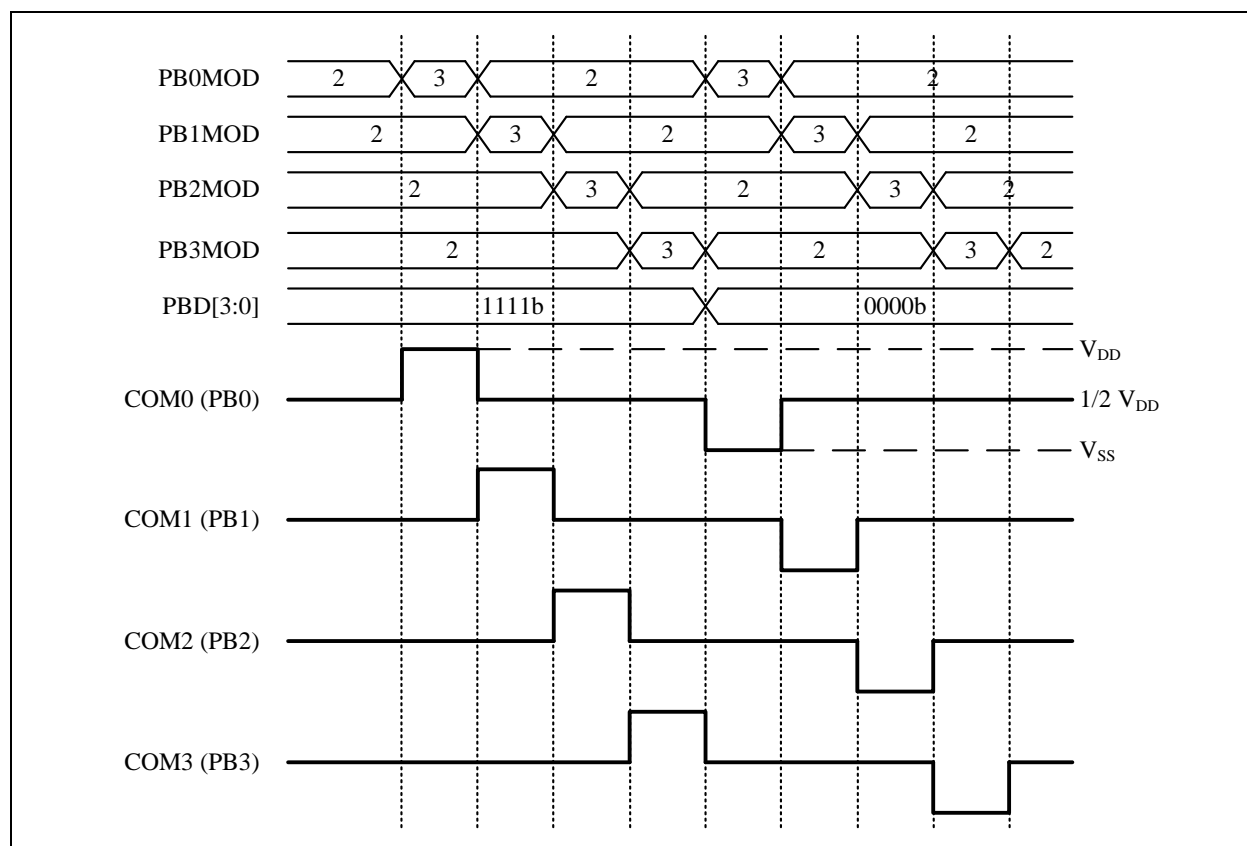 PB0MOD 2 3 2 3 2
PB1MOD 2 3 2 3 2
PB2MOD 2 3 2 3 2
PB3MOD 2 3 2 3 2
PBD[3:0] 1111b 0000b
VDD
COM0 (PB0) 1/2 VDD
VSS
COM1 (PB1)
COM2 (PB2)
COM3 (PB3)